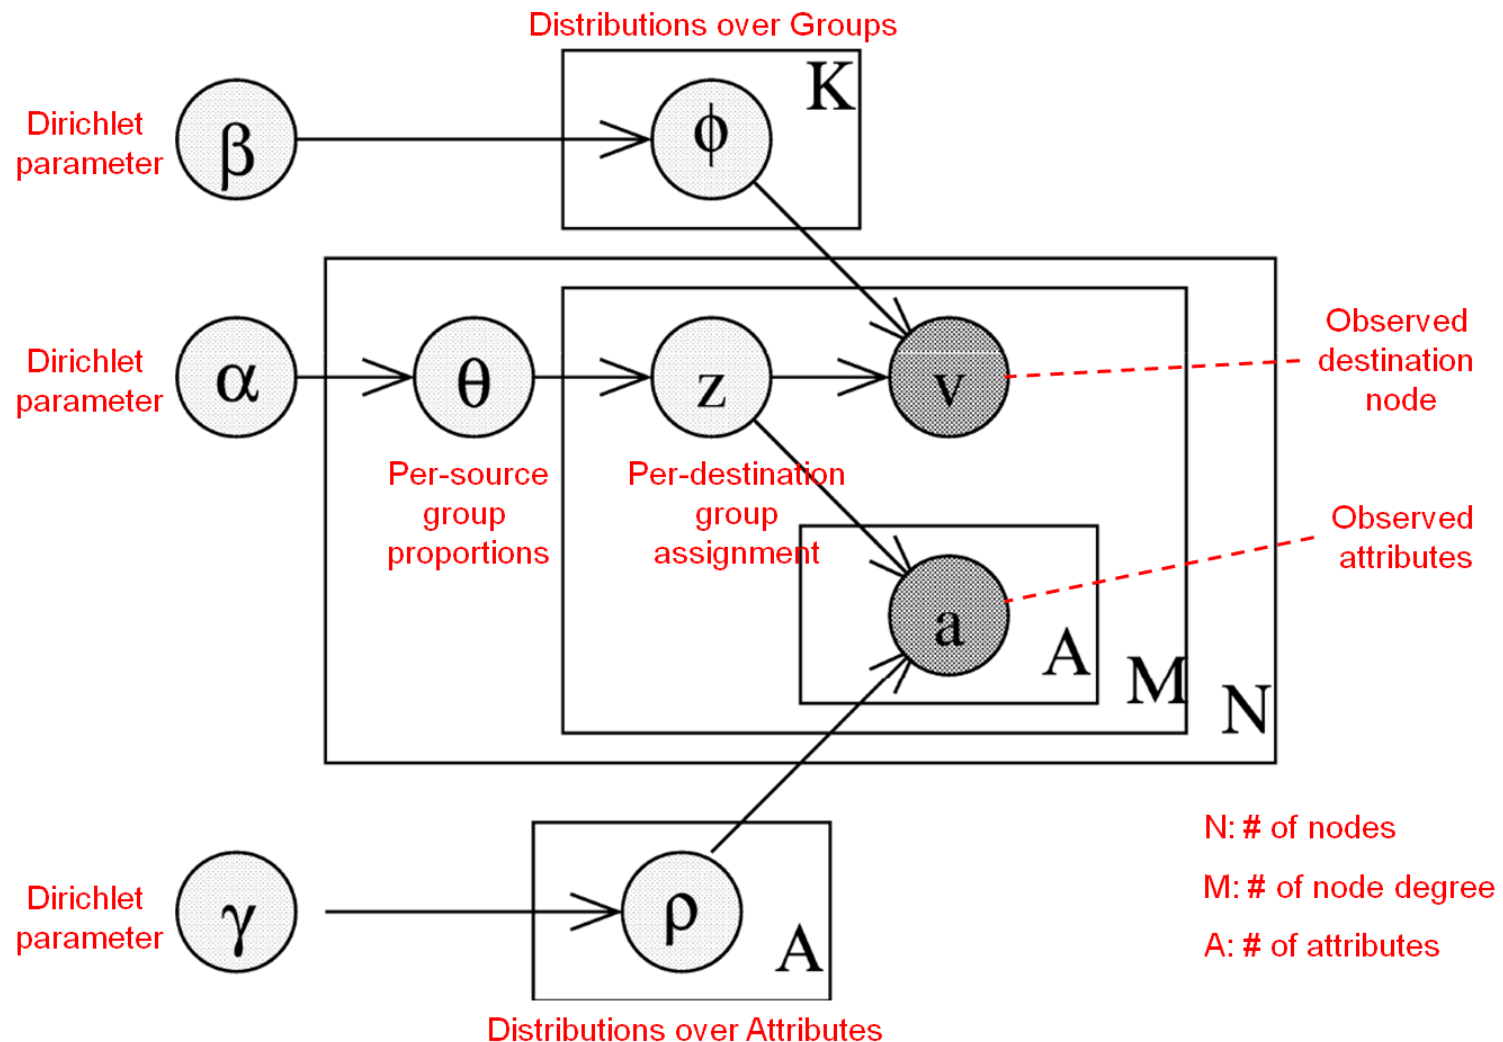 Distributions over Groups
K
Dirichlet
parameter
β
ϕ
Dirichlet
parameter
α
θ
z
v
Observed
destination
node
Per-source
group
proportions
Per-destination
group
assignment
Observed
attributes
a
A
M
N
N: # of nodes
M: # of node degree
A: # of attributes
Dirichlet
parameter
γ
ρ
A
Distributions over Attributes